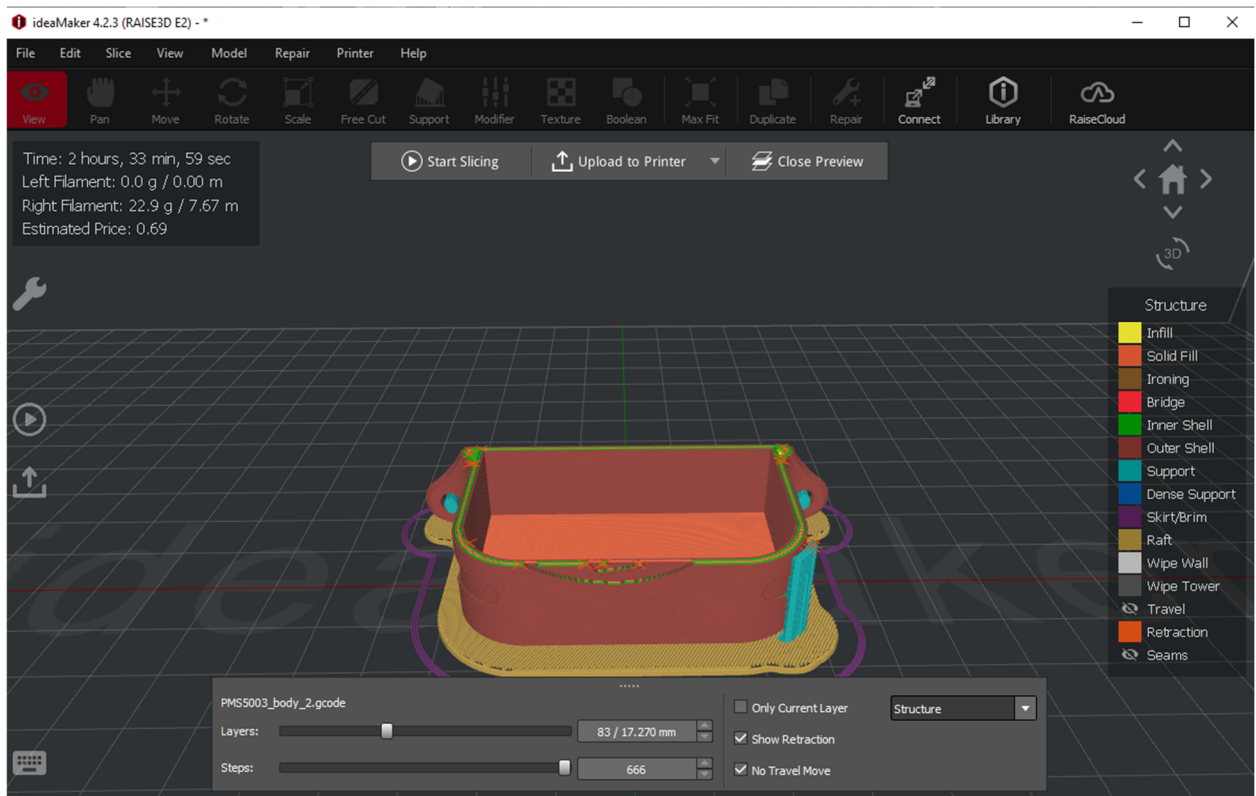 ideaMaker 4.2.3 (RAISE3D E2) - *
File Edit Slice View Model Repair Printer Help
View Pan Move Rotate Scale Free Cut Support Modifier Texture Boolean Max Fit Duplicate Repair Connect Library RaiseCloud
Time: 2 hours, 33 min, 59 sec
Left Filament: 0.0 g / 0.00 m
Right Filament: 22.9 g / 7.67 m
Estimated Price: 0.69
Start Slicing Upload to Printer Close Preview
3D
Structure
Infill
Solid Fill
Ironing
Bridge
Inner Shell
Outer Shell
Support
Dense Support
Skirt/Brim
Raft
Wipe Wall
Wipe Tower
Travel
Retraction
Seams
ideaMaker
PMS5003_body_2.gcode
Layers: 83 / 17.270 mm
Steps: 666
Only Current Layer
Show Retraction
No Travel Move
Structure